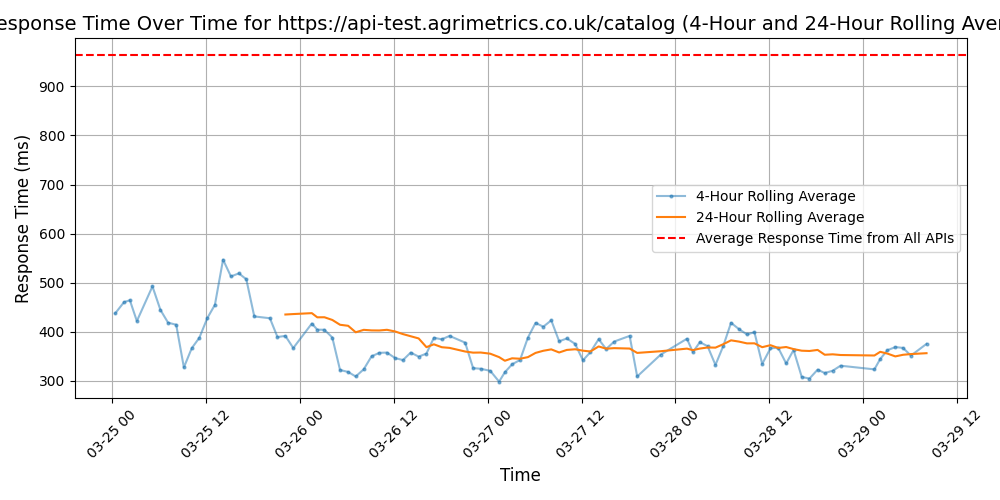 esponse Time Over Time for https://api-test.agrimetrics.co.uk/catalog (4-Hour and 24-Hour Rolling Aver
Response Time (ms)
900
800
700
600
500
400
300
4-Hour Rolling Average
24-Hour Rolling Average
Average Response Time from All APIs
03-25 00
03-25 12
03-26 00
03-26 12
03-27 00
03-27 12
03-28 00
03-28 12
03-29 00
03-29 12
Time